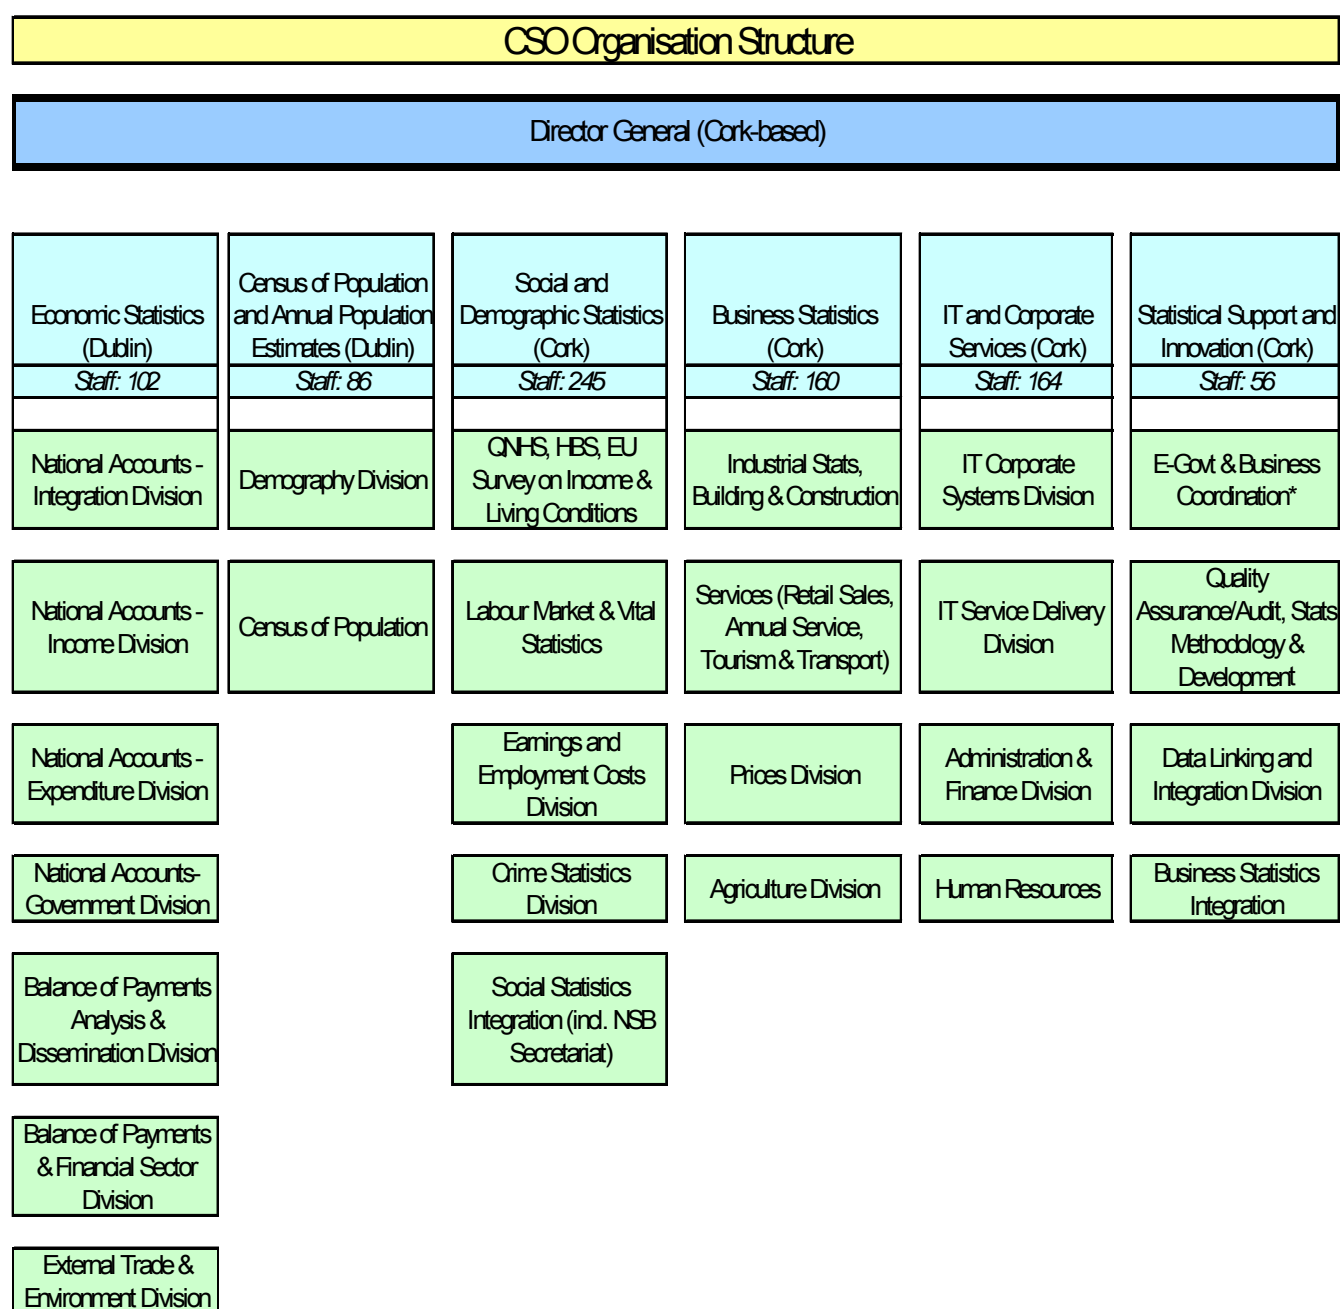 CSO Organisation Structure
Director General (Cork-based)
Economic Statistics
(Dublin)
Staff: 102
National Accounts -
Integration Division
National Accounts -
Income Division
National Accounts -
Expenditure Division
National Accounts-
Government Division
Balance of Payments
Analysis &
Dissemination Division
Balance of Payments
& Financial Sector
Division
External Trade &
Environment Division
Census of Population
and Annual Population
Estimates (Dublin)
Staff: 86
Demography Division
Census of Population
Social and
Demographic Statistics
(Cork)
Staff: 245
QNHS, HBS, EU
Survey on Income &
Living Conditions
Labour Market & Vital
Statistics
Earnings and
Employment Costs
Division
Crime Statistics
Division
Social Statistics
Integration (incl. NSB
Secretariat)
Business Statistics
(Cork)
Staff: 160
Industrial Stats,
Building & Construction
Services (Retail Sales,
Annual Service,
Tourism & Transport)
Prices Division
Agriculture Division
IT and Corporate
Services (Cork)
Staff: 164
IT Corporate
Systems Division
IT Service Delivery
Division
Administration &
Finance Division
Human Resources
Statistical Support and
Innovation (Cork)
Staff: 56
E-Govt & Business
Coordination*
Quality
Assurance/Audit, Stats
Methodology &
Development
Data Linking and
Integration Division
Business Statistics
Integration